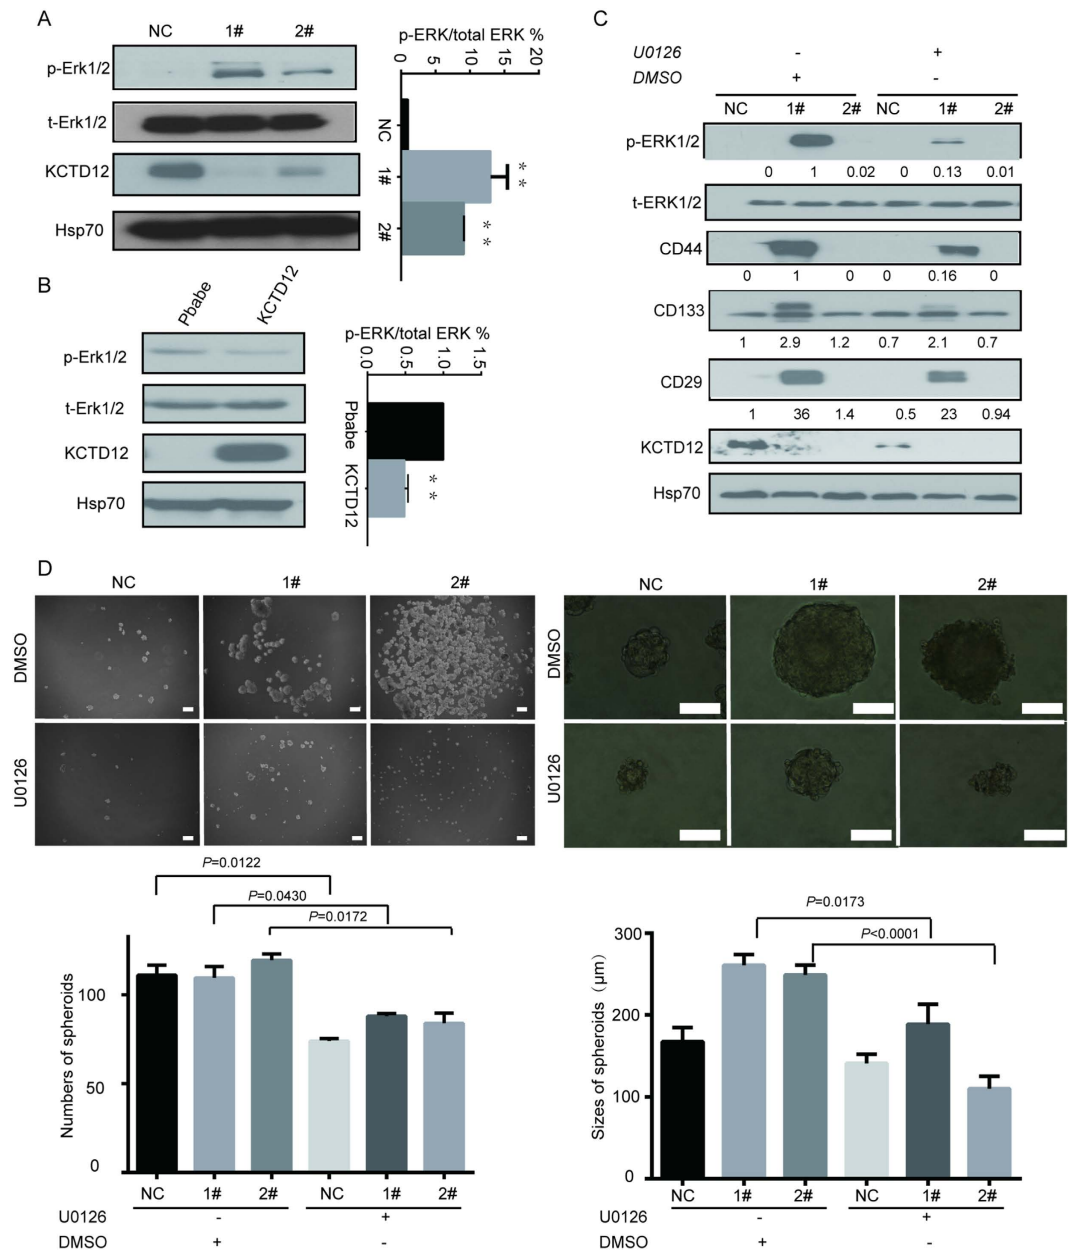 A
NC 1# 2#
p-Erk1/2
t-Erk1/2
KCTD12
Hsp70
p-ERK/total ERK %
0 5 10 15 20
NC
1#
* *
2#
* *
B
Pbabe KCTD12
p-Erk1/2
t-Erk1/2
KCTD12
Hsp70
p-ERK/total ERK %
0.0 0.5 1.0 1.5
Pbabe
KCTD12
* *
C
U0126 - +
DMSO + -
NC 1# 2# NC 1# 2#
p-ERK1/2
0 1 0.02 0 0.13 0.01
t-ERK1/2
CD44
0 1 0 0 0.16 0
CD133
1 2.9 1.2 0.7 2.1 0.7
CD29
1 36 1.4 0.5 23 0.94
KCTD12
Hsp70
D
NC 1# 2#
DMSO
U0126
NC 1# 2#
DMSO
U0126
P=0.0122
P=0.0430
P=0.0172
Numbers of spheroids
100
50
0
NC 1# 2# NC 1# 2#
U0126 - +
DMSO + -
P=0.0173
P<0.0001
Sizes of spheroids（μm）
300
200
100
0
NC 1# 2# NC 1# 2#
U0126 - +
DMSO + -